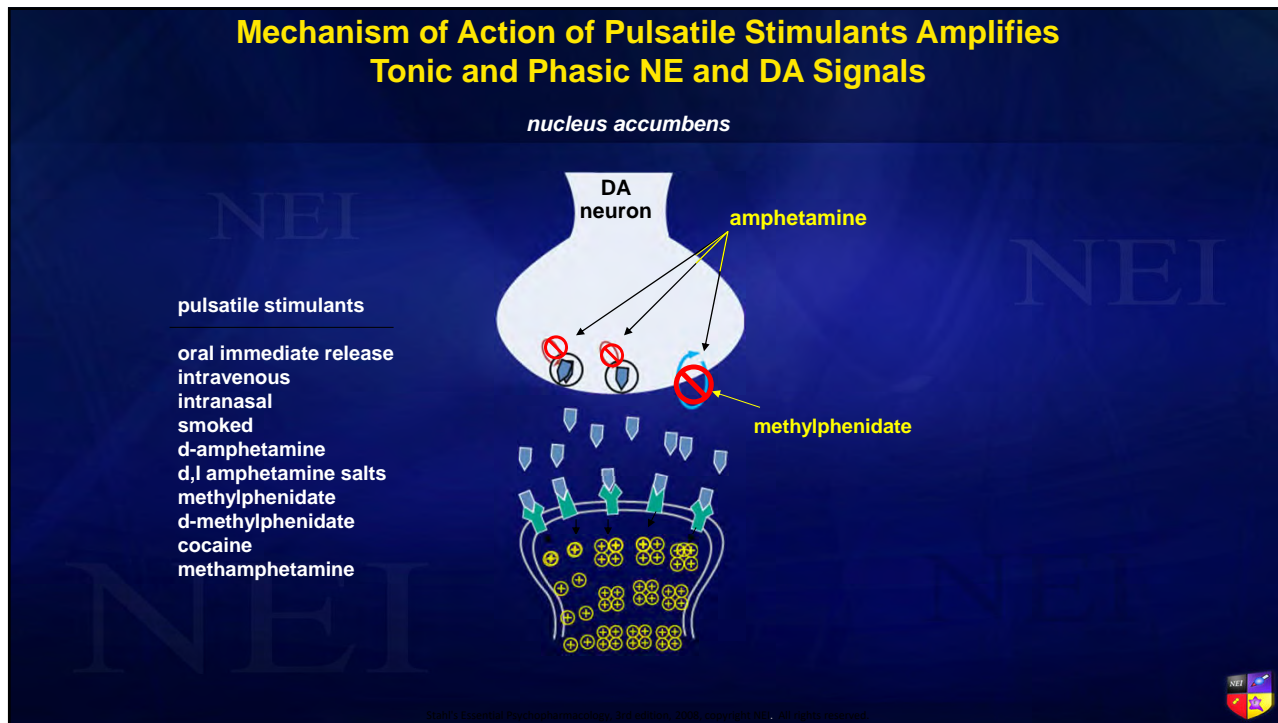 Mechanism of Action of Pulsatile Stimulants Amplifies
Tonic and Phasic NE and DA Signals
nucleus accumbens
NEI
NEI
DA
neuron
amphetamine
pulsatile stimulants
oral immediate release
intravenous
intranasal
smoked
d-amphetamine
d,l amphetamine salts
methylphenidate
d-methylphenidate
cocaine
methamphetamine
methylphenidate
NEI
NEI
NEI